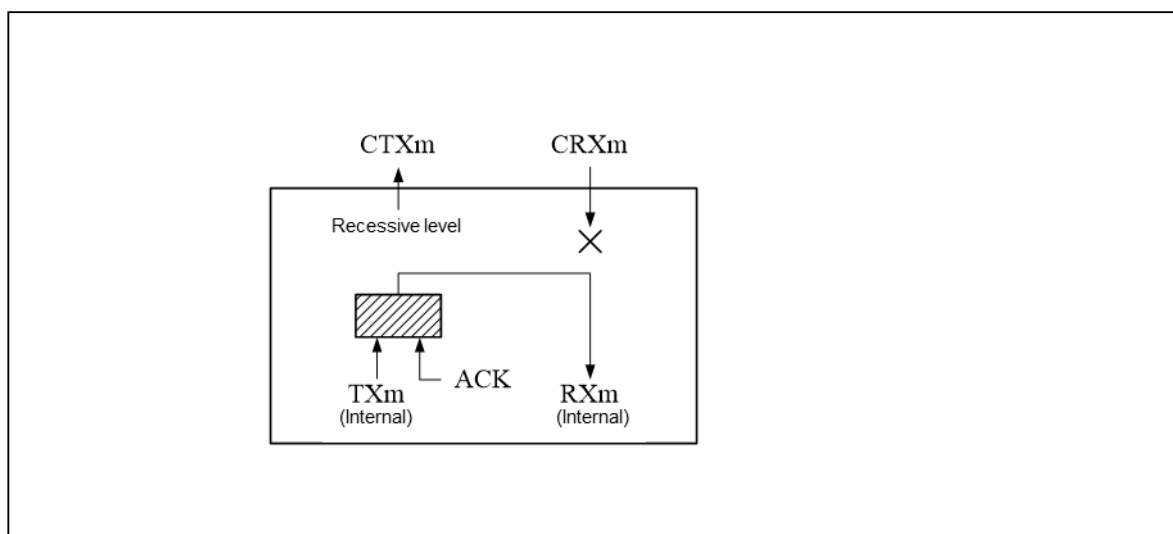 CTXm
CRXm
Recessive level
ACK
TXm
(Internal)
RXm
(Internal)